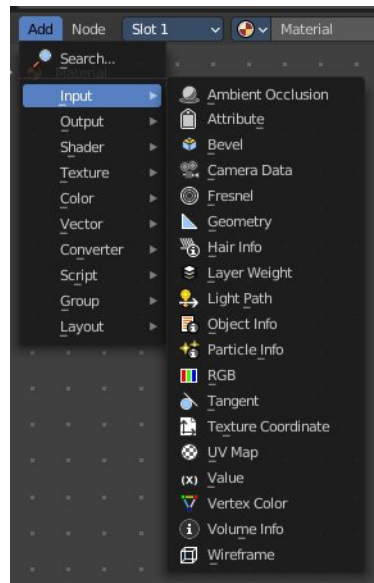 Add Node Slot 1 Material
Search...
Material
Input
Output
Shader
Texture
Color
Vector
Converter
Script
Group
Layout
Ambient Occlusion
Attribute
Bevel
Camera Data
Fresnel
Geometry
Hair Info
Layer Weight
Light Path
Object Info
Particle Info
RGB
Tangent
Texture Coordinate
UV Map
(x) Value
Vertex Color
Volume Info
Wireframe